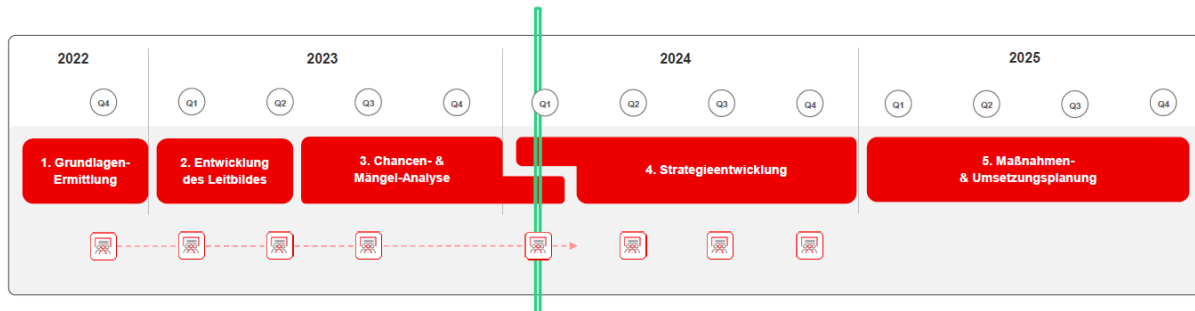 2022
2023
2024
2025
Q4
Q1
Q2
Q3
Q4
Q1
Q2
Q3
Q4
Q1
Q2
Q3
Q4
1. Grundlagen-
Ermittlung
2. Entwicklung
des Leitbildes
3. Chancen- &
Mängel-Analyse
4. Strategieentwicklung
5. Maßnahmen-
& Umsetzungsplanung